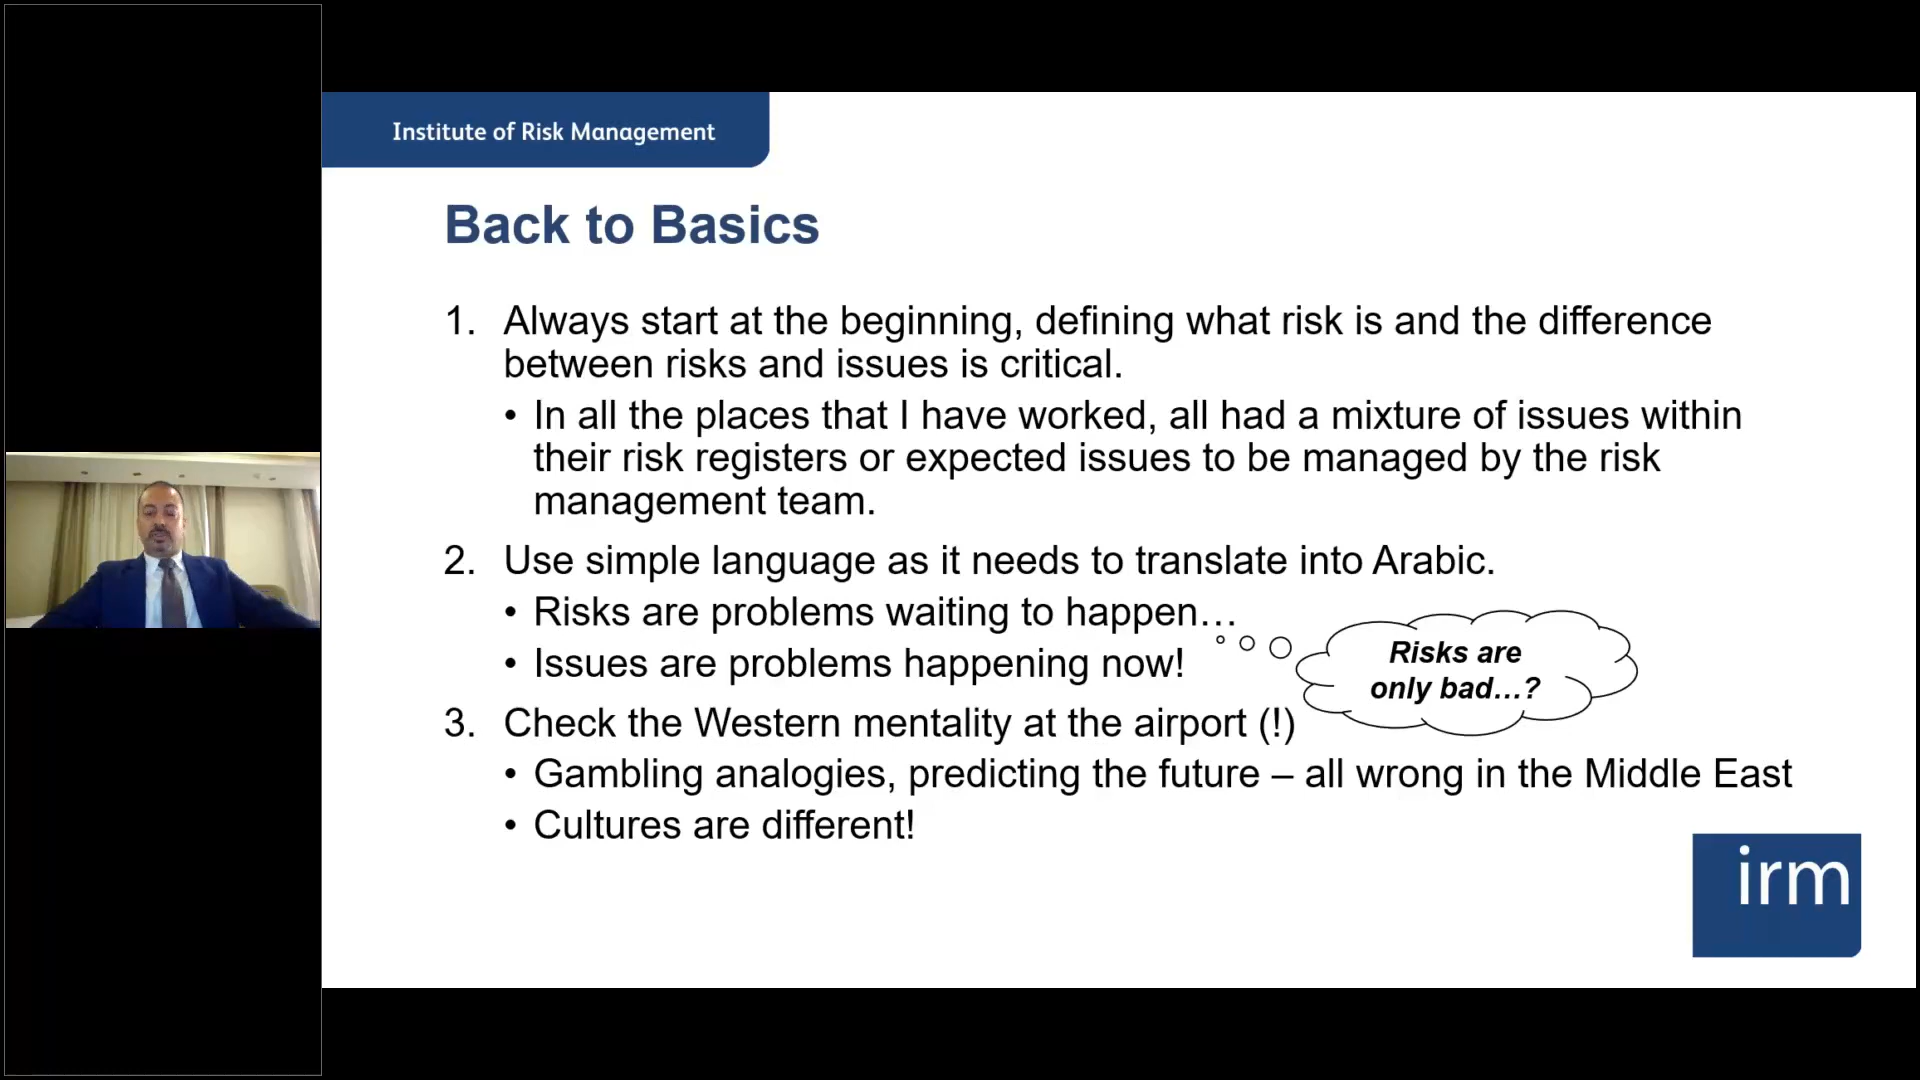 Institute of Risk Management
Back to Basics
1. Always start at the beginning, defining what risk is and the difference
between risks and issues is critical.
• In all the places that I have worked, all had a mixture of issues within
their risk registers or expected issues to be managed by the risk
management team.
2. Use simple language as it needs to translate into Arabic.
• Risks are problems waiting to happen…
• Issues are problems happening now!
Risks are
only bad…?
3. Check the Western mentality at the airport (!)
• Gambling analogies, predicting the future – all wrong in the Middle East
• Cultures are different!
irm